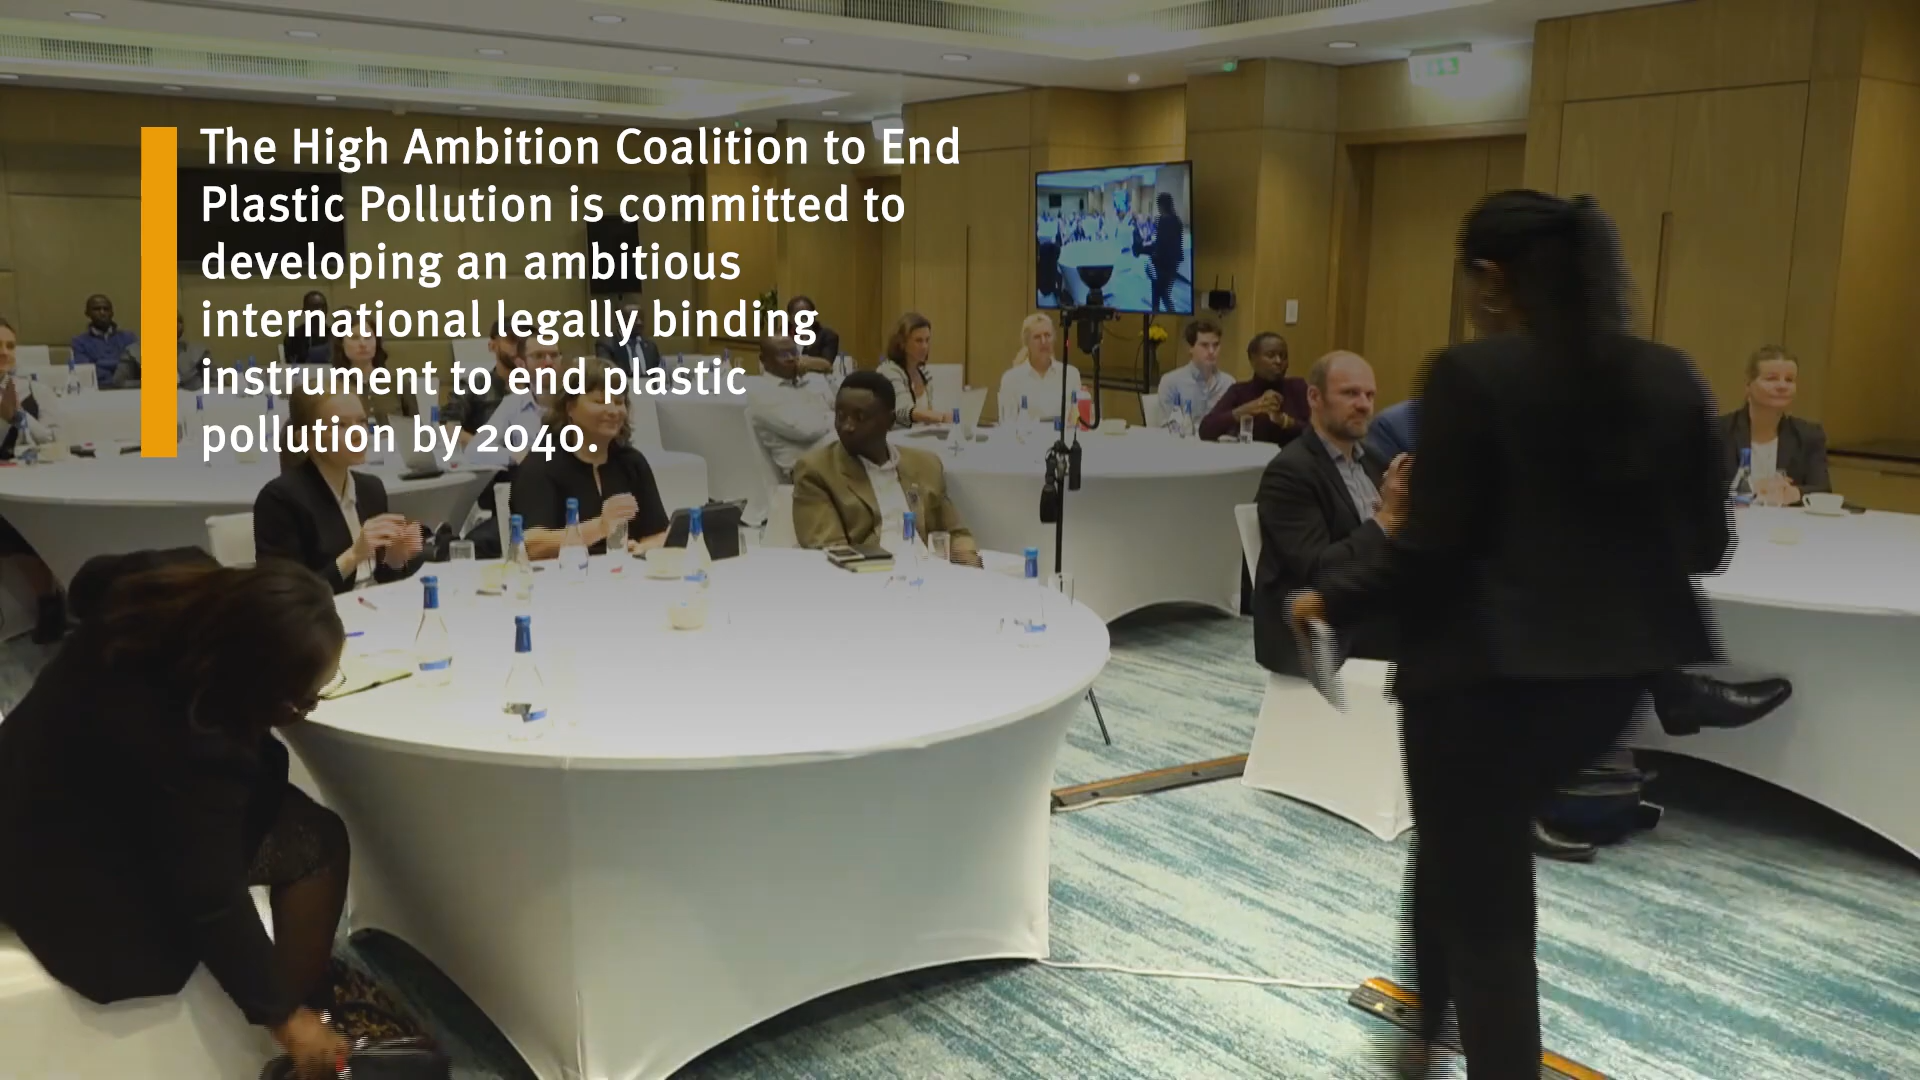 The High Ambition Coalition to End
Plastic Pollution is committed to
developing an ambitious
international legally binding
instrument to end plastic
pollution by 2040.